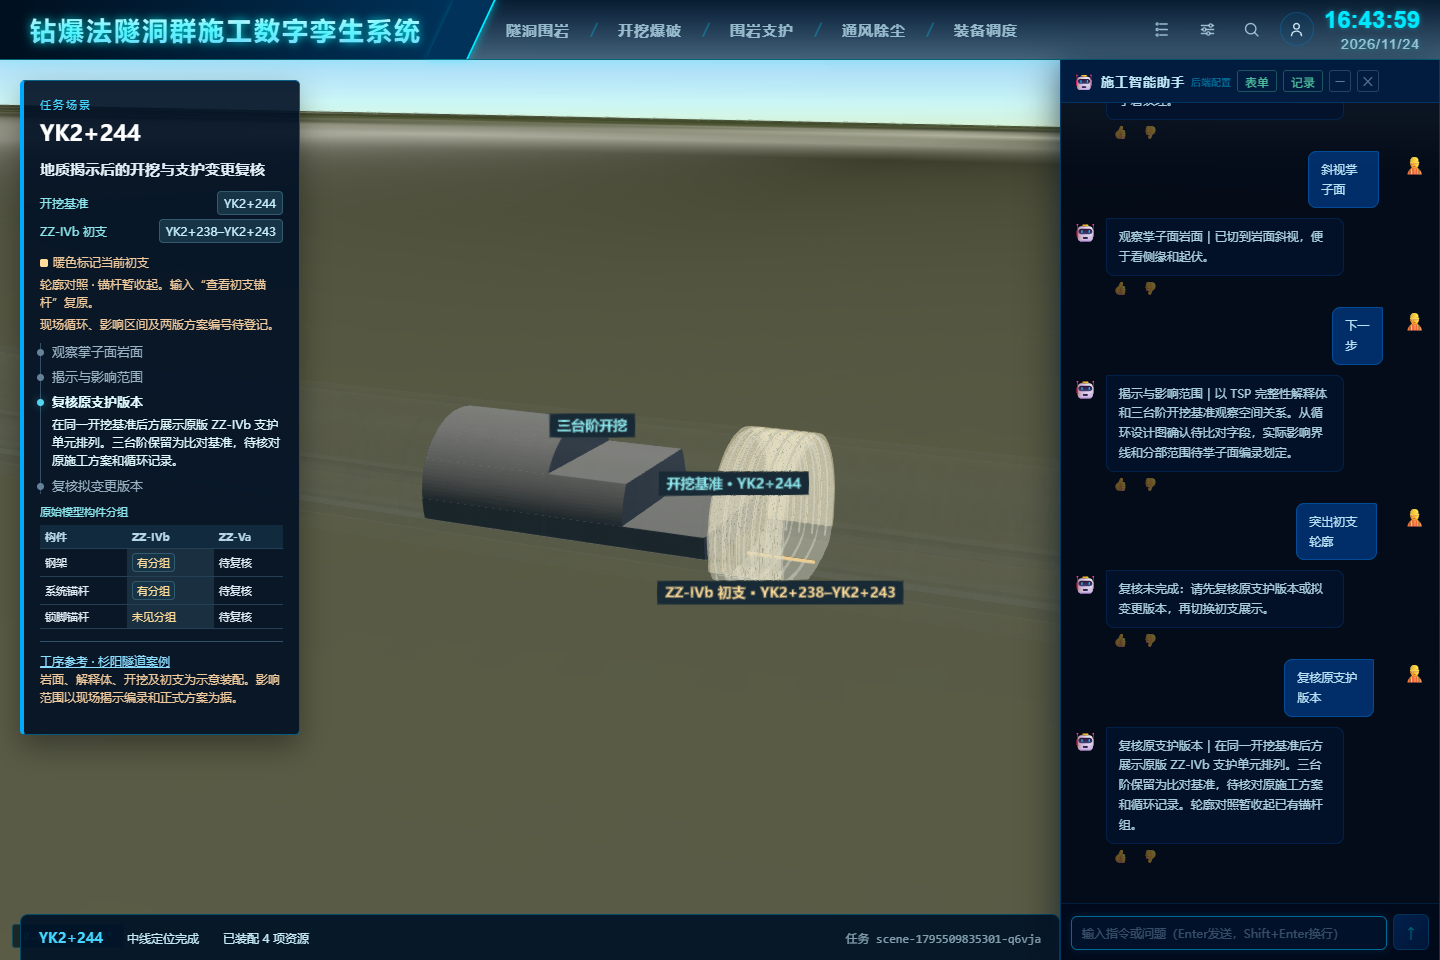 钻爆法隧洞群施工数字孪生系统
隧洞围岩 / 开挖爆破 / 围岩支护 / 通风除尘 / 装备调度
16:43:59
2026/11/24
任务场景
YK2+244
地质揭示后的开挖与支护变更复核
开挖基准 YK2+244
ZZ-IVb 初支 YK2+238—YK2+243
暖色标记当前初支
轮廓对照 · 锚杆暂收起。输入“查看初支锚
杆”复原。
现场循环、影响区间及两版方案编号待登记。
观察掌子面岩面
揭示与影响范围
复核原支护版本
在同一开挖基准后方展示原版 ZZ-IVb 支护
单元排列。三台阶保留为比对基准，待核对
原施工方案和循环记录。
复核拟变更版本
原始模型构件分组
构件 ZZ-IVb ZZ-Va
钢架 有分组 待复核
系统锚杆 有分组 待复核
锁脚锚杆 未见分组 待复核
工序参考 · 杉阳隧道案例
岩面、解释体、开挖及初支为示意装配。影响
范围以现场揭示编录和正式方案为据。
三台阶开挖
开挖基准 · YK2+244
ZZ-IVb 初支 · YK2+238—YK2+243
YK2+244 中线定位完成 已装配 4 项资源
任务 scene-1795509835301-q6vja
施工智能助手 后端配置 表单 记录
斜视掌
子面
观察掌子面岩面 | 已切到岩面斜视，便
于看侧缘和起伏。
下一
步
揭示与影响范围 | 以 TSP 完整性解释体
和三台阶开挖基准观察空间关系。从循
环设计图确认待比对字段，实际影响界
线和分部范围待掌子面编录划定。
突出初支
轮廓
复核未完成：请先复核原支护版本或拟
变更版本，再切换初支展示。
复核原支护
版本
复核原支护版本 | 在同一开挖基准后方
展示原版 ZZ-IVb 支护单元排列。三台
阶保留为比对基准，待核对原施工方案
和循环记录。轮廓对照暂收起已有锚杆
组。
输入指令或问题（Enter发送，Shift+Enter换行）